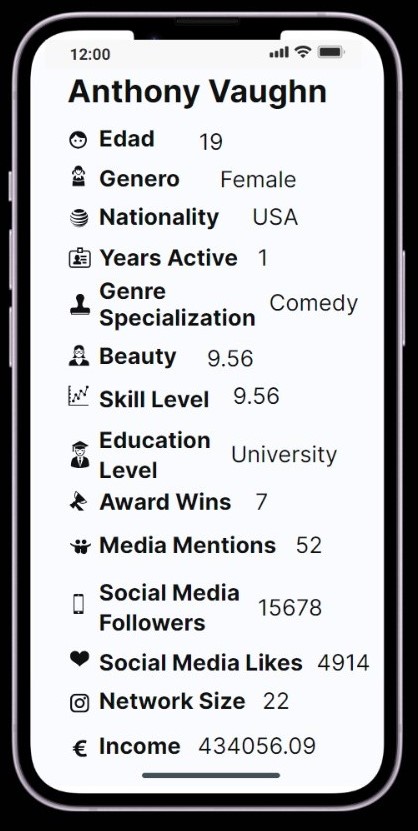 12:00
Anthony Vaughn
Edad 19
Genero Female
Nationality USA
Years Active 1
Genre
Specialization Comedy
Beauty 9.56
Skill Level 9.56
Education
Level University
Award Wins 7
Media Mentions 52
Social Media
Followers 15678
Social Media Likes 4914
Network Size 22
€ Income 434056.09